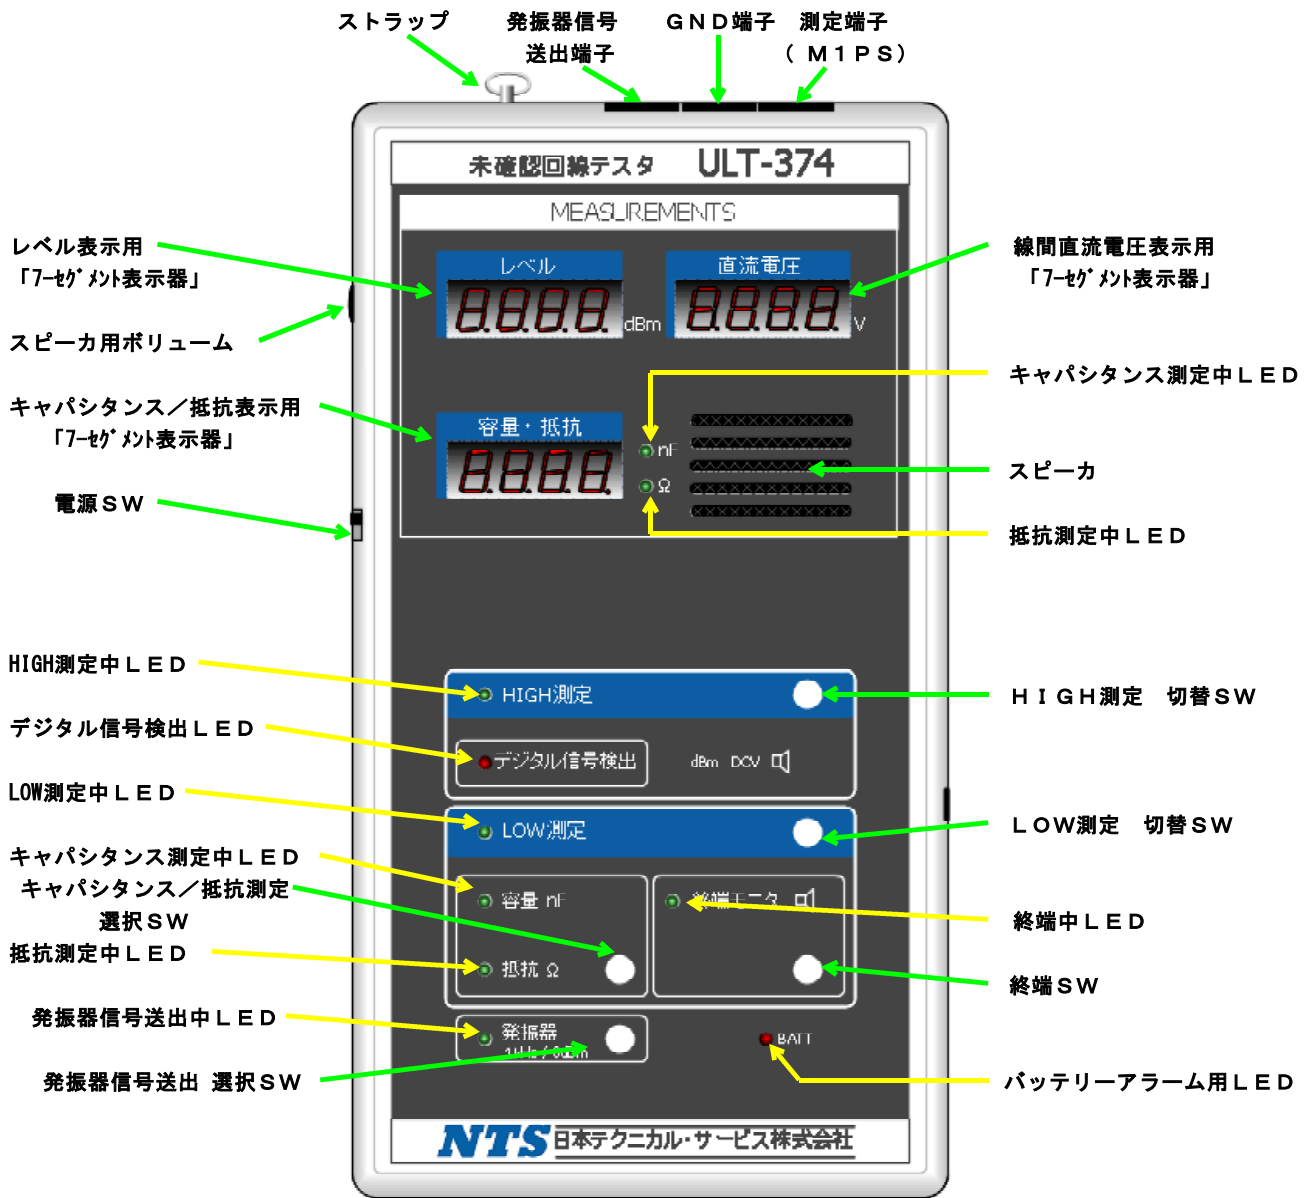 ストラップ
発振器信号
送出端子
ＧＮＤ端子
測定端子
（Ｍ１ＰＳ）
未確認回線テスタ ULT-374
MEASUREMENTS
レベル表示用
「7ｰｾｸﾞﾒﾝﾄ表示器」
レベル
dBm
直流電圧
V
線間直流電圧表示用
「7ｰｾｸﾞﾒﾝﾄ表示器」
スピーカ用ボリューム
キャパシタンス測定中ＬＥＤ
キャパシタンス／抵抗表示用
「7ｰｾｸﾞﾒﾝﾄ表示器」
容量・抵抗
nF
Ω
スピーカ
電源ＳＷ
抵抗測定中ＬＥＤ
HIGH測定中ＬＥＤ
HIGH測定
ＨＩＧＨ測定　切替ＳＷ
デジタル信号検出ＬＥＤ
デジタル信号検出
dBm DCV
LOW測定中ＬＥＤ
LOW測定
ＬＯＷ測定　切替ＳＷ
キャパシタンス測定中ＬＥＤ
キャパシタンス／抵抗測定
選択ＳＷ
容量 nF
終端モニタ
終端中ＬＥＤ
抵抗測定中ＬＥＤ
抵抗 Ω
終端ＳＷ
発振器信号送出中ＬＥＤ
発振器
1kHz / 0dBm
BATT
発振器信号送出 選択ＳＷ
バッテリーアラーム用ＬＥＤ
NTS 日本テクニカル・サービス株式会社